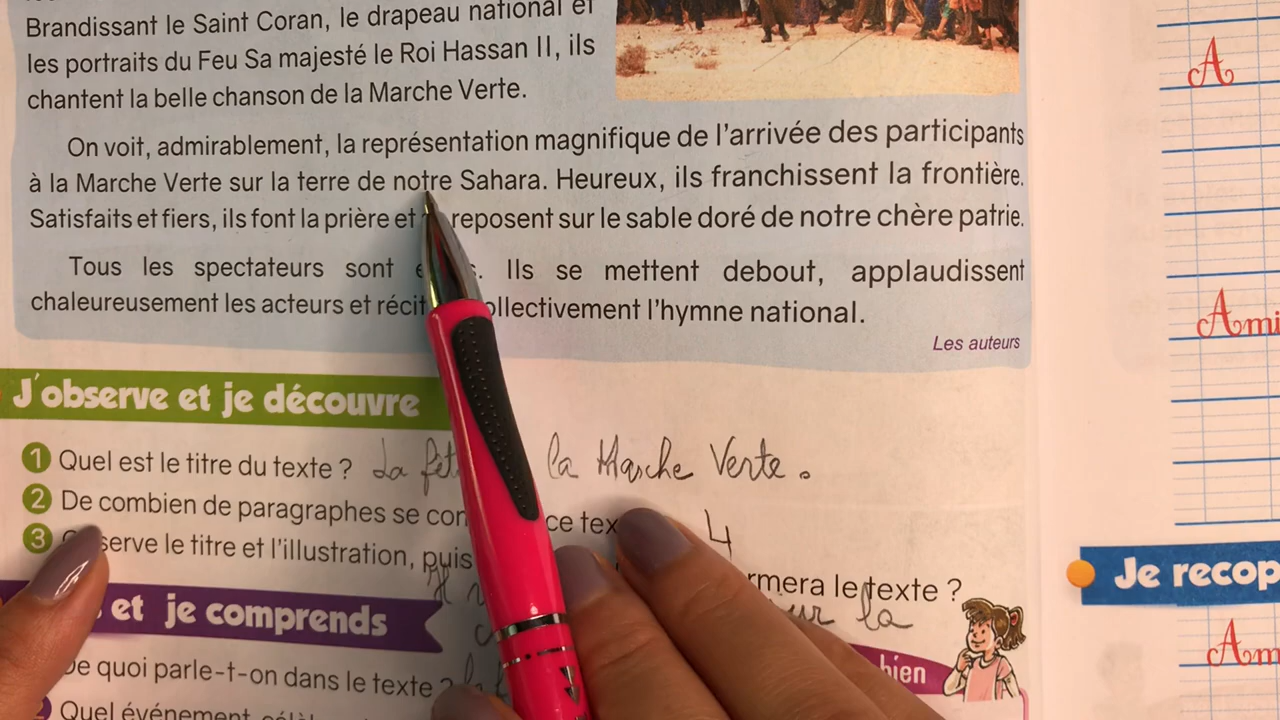 Brandissant le Saint Coran, le drapeau national et
les portraits du Feu Sa majesté le Roi Hassan II, ils
chantent la belle chanson de la Marche Verte.
On voit, admirablement, la représentation magnifique de l'arrivée des participants
à la Marche Verte sur la terre de notre Sahara. Heureux, ils franchissent la frontière.
Satisfaits et fiers, ils font la prière et reposent sur le sable doré de notre chère patrie.
Tous les spectateurs sont Ils se mettent debout, applaudissent
chaleureusement les acteurs et l'hymne national.
Les auteurs
J'observe et je découvre
1 Quel est le titre du texte ? La la Marche Verte.
2 De combien de paragraphes se ce 4
3 le titre et l'illustration, puis le texte ?
la
et je comprends
De quoi parle-t-on dans le texte ?
Quel événement
bien
A
Ami
Je recop
A
Am